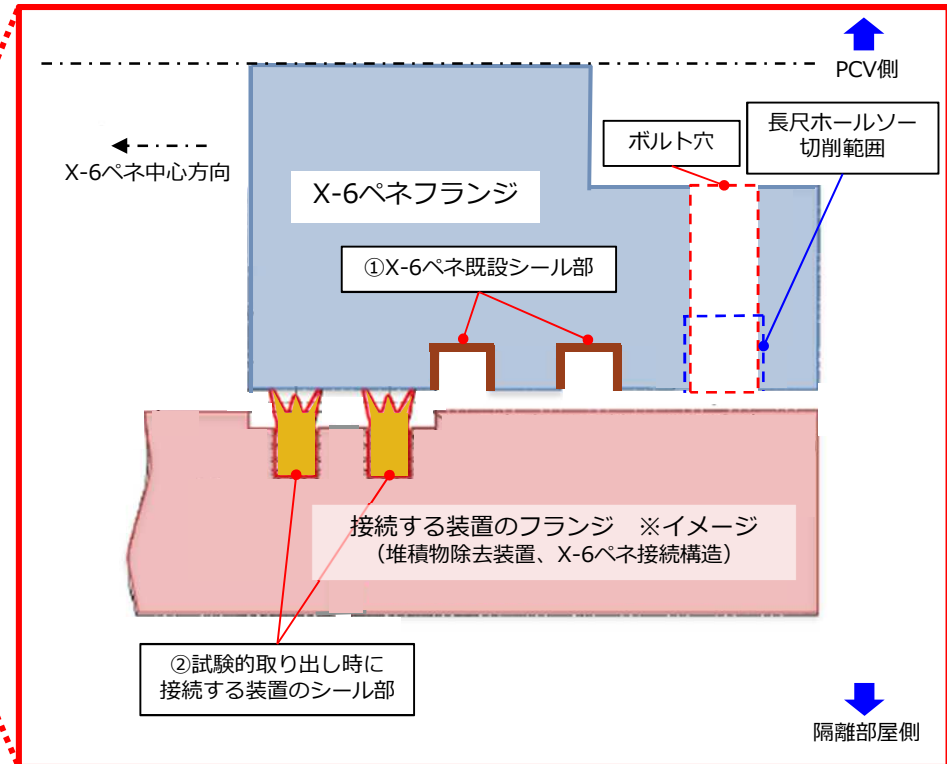 PCV側
X-6ペネ中心方向
ボルト穴
長尺ホールソー
切削範囲
X-6ペネフランジ
①X-6ペネ既設シール部
接続する装置のフランジ　※イメージ
（堆積物除去装置、X-6ペネ接続構造）
②試験的取り出し時に
接続する装置のシール部
隔離部屋側